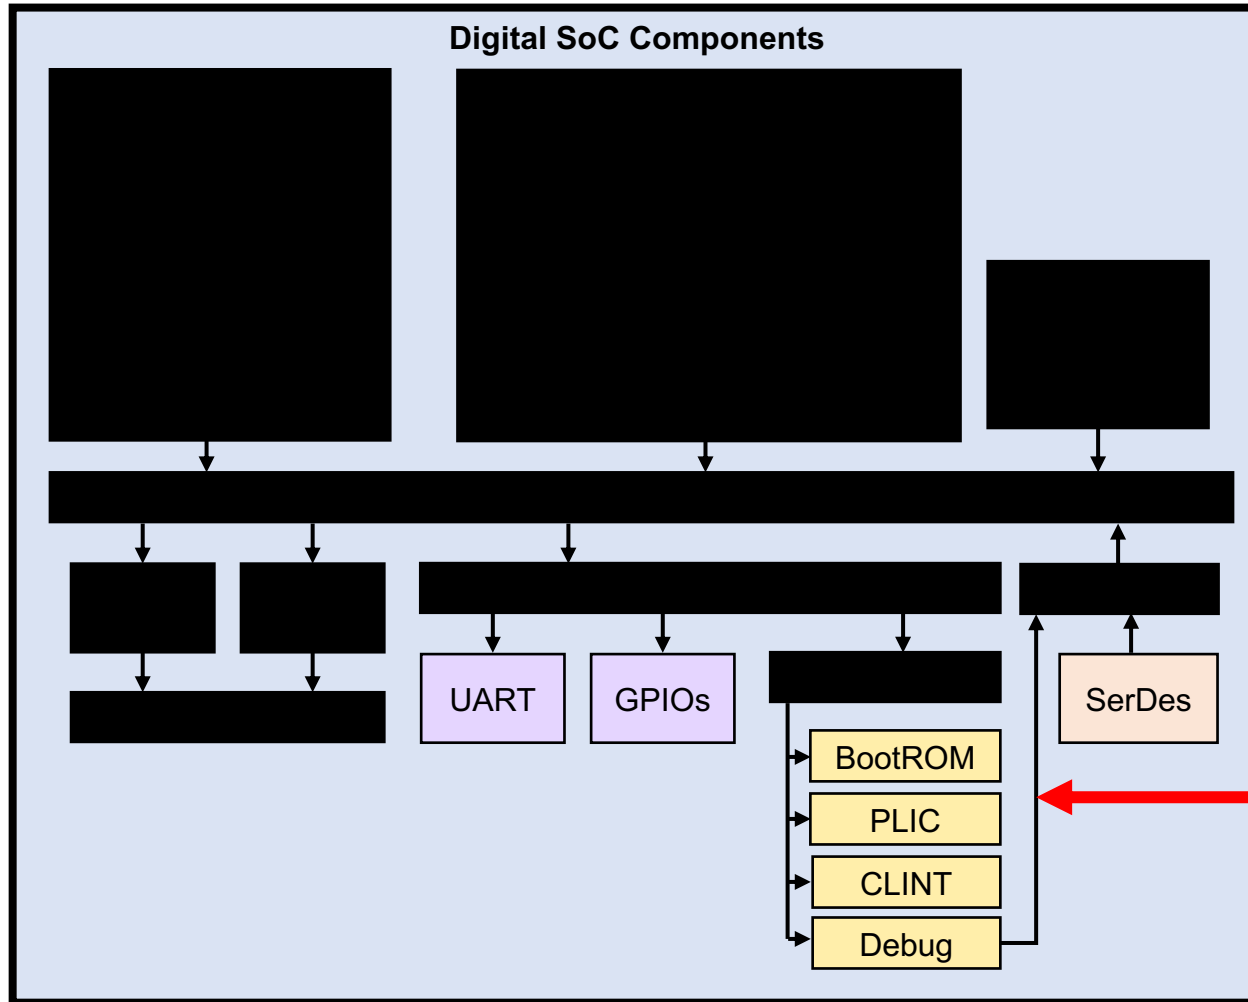 Digital SoC Components
UART
GPIOs
SerDes
BootROM
PLIC
CLINT
Debug